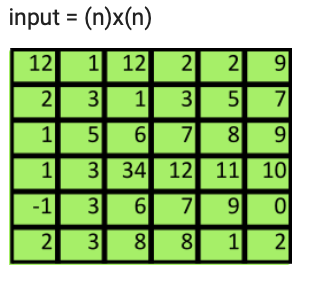 input = (n)x(n)
12 1 12 2 2 9
2 3 1 3 5 7
1 5 6 7 8 9
1 3 34 12 11 10
-1 3 6 7 9 0
2 3 8 8 1 2